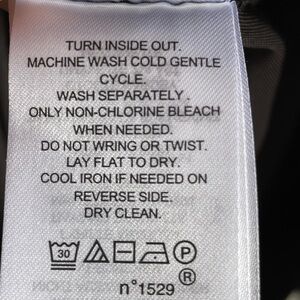 TURN INSIDE OUT.
MACHINE WASH COLD GENTLE
CYCLE.
WASH SEPARATELY .
ONLY NON-CHLORINE BLEACH
WHEN NEEDED.
DO NOT WRING OR TWIST.
LAY FLAT TO DRY.
COOL IRON IF NEEDED ON
REVERSE SIDE.
DRY CLEAN.
30 P
n°1529 ®